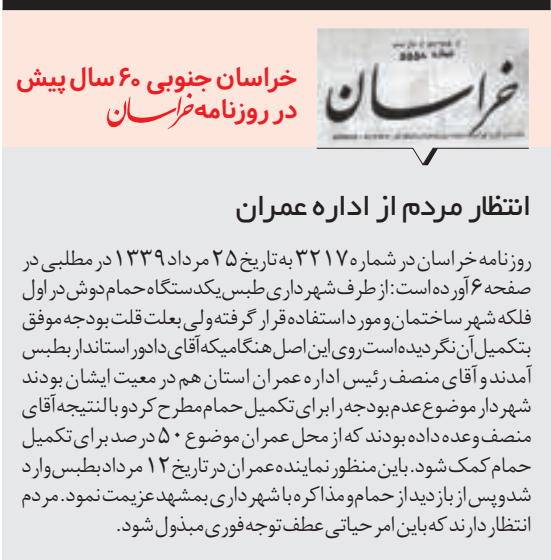 خراسان جنوبی ۶۰ سال پیش
در روزنامه خراسان
خراسان
انتظار مردم از اداره عمران
روزنامه خراسان در شماره ۳۲۱۷ به تاریخ ۲۵ مرداد ۱۳۳۹ در مطلبی در
صفحه ۶ آورده است: از طرف شهرداری طبس یکدستگاه حمام دوش در اول
فلکه شهر ساختمان و مورد استفاده قرار گرفته ولی بعلت قلت بودجه موفق
بتکمیل آن نگردیده است روی این اصل هنگامیکه آقای دادور استاندار بطبس
آمدند و آقای منصف رئیس اداره عمران استان هم در معیت ایشان بودند
شهردار موضوع عدم بودجه را برای تکمیل حمام مطرح کرد و بالنتیجه آقای
منصف وعده داده بودند که از محل عمران موضوع ۵۰ درصد برای تکمیل
حمام کمک شود. باین منظور نماینده عمران در تاریخ ۱۲ مرداد بطبس وارد
شد و پس از بازدید از حمام و مذاکره با شهرداری بمشهد عزیمت نمود. مردم
انتظار دارند که باین امر حیاتی عطف توجه فوری مبذول شود.